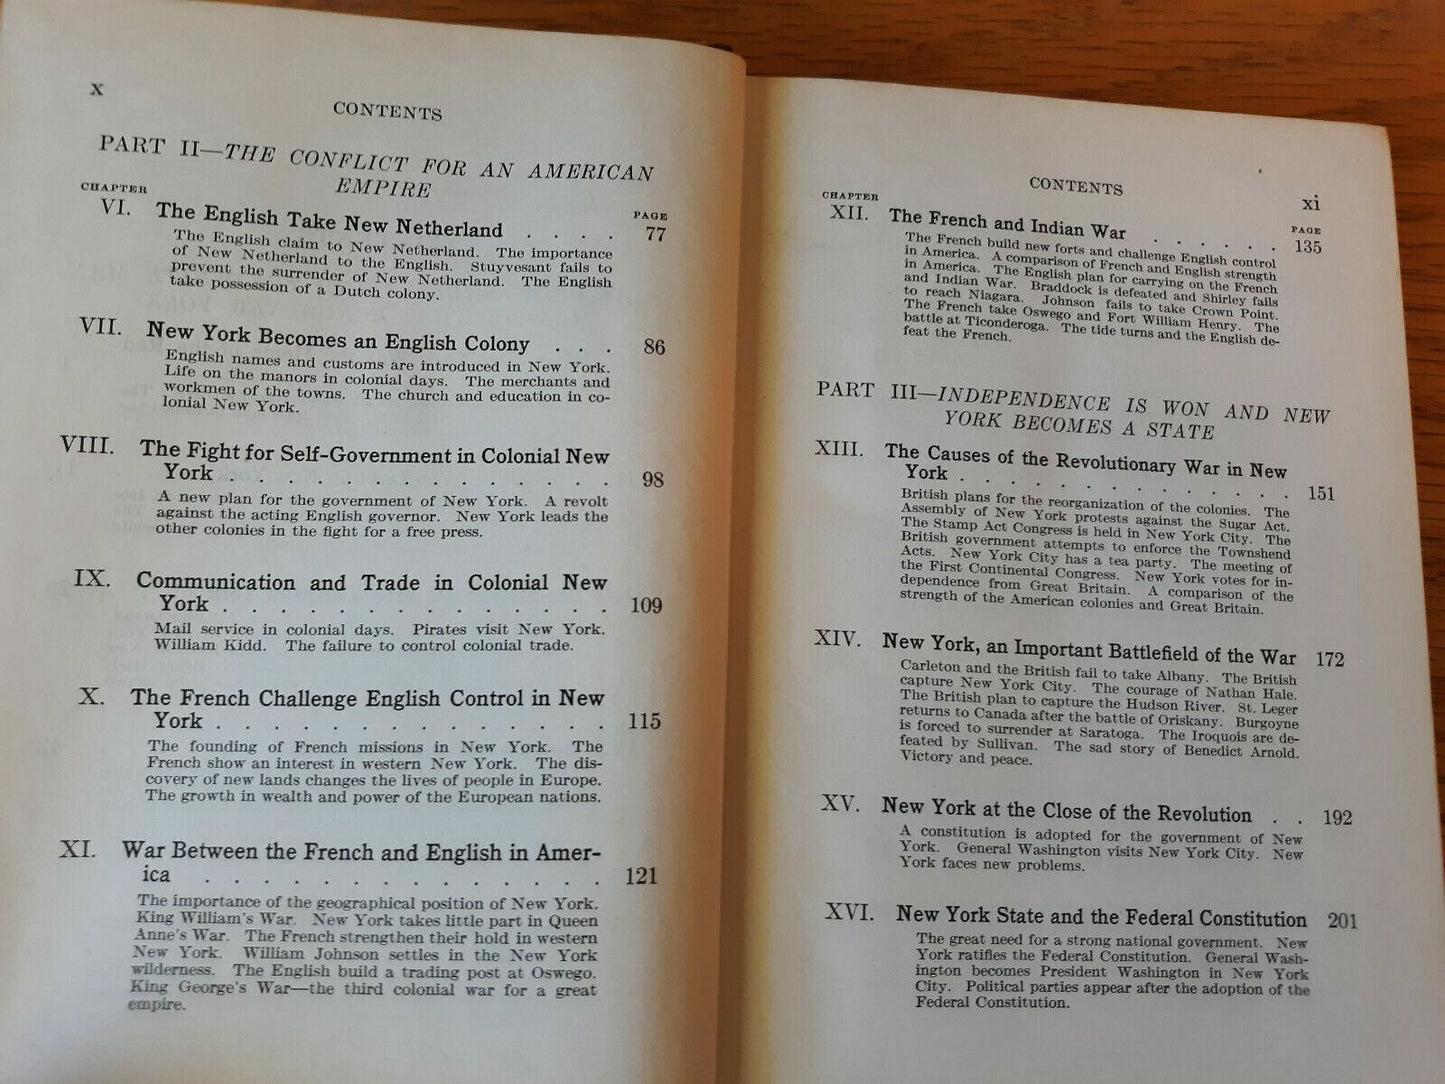 x
CONTENTS
PART II—THE CONFLICT FOR AN AMERICAN
EMPIRE
CHAPTER
PAGE
VI. The English Take New Netherland . . . . 77
The English claim to New Netherland. The importance
of New Netherland to the English. Stuyvesant fails to
prevent the surrender of New Netherland. The English
take possession of a Dutch colony.
VII. New York Becomes an English Colony . . . 86
English names and customs are introduced in New York.
Life on the manors in colonial days. The merchants and
workmen of the towns. The church and education in co-
lonial New York.
VIII. The Fight for Self-Government in Colonial New
York . . . . . . . . . . . . . 98
A new plan for the government of New York. A revolt
against the acting English governor. New York leads the
other colonies in the fight for a free press.
IX. Communication and Trade in Colonial New
York . . . . . . . . . . . . . . 109
Mail service in colonial days. Pirates visit New York.
William Kidd. The failure to control colonial trade.
X. The French Challenge English Control in New
York . . . . . . . . . . . . . . 115
The founding of French missions in New York. The
French show an interest in western New York. The dis-
covery of new lands changes the lives of people in Europe.
The growth in wealth and power of the European nations.
XI. War Between the French and English in Amer-
ica . . . . . . . . . . . . . . 121
The importance of the geographical position of New York.
King William's War. New York takes little part in Queen
Anne's War. The French strengthen their hold in western
New York. William Johnson settles in the New York
wilderness. The English build a trading post at Oswego.
King George's War—the third colonial war for a great
empire.
CONTENTS
xi
CHAPTER
PAGE
XII. The French and Indian War . . . . . . 135
The French build new forts and challenge English control
in America. A comparison of French and English strength
in America. The English plan for carrying on the French
and Indian War. Braddock is defeated and Shirley fails
to reach Niagara. Johnson fails to take Crown Point.
The French take Oswego and Fort William Henry. The
battle at Ticonderoga. The tide turns and the English de-
feat the French.
PART III—INDEPENDENCE IS WON AND NEW
YORK BECOMES A STATE
XIII. The Causes of the Revolutionary War in New
York . . . . . . . . . . . . . 151
British plans for the reorganization of the colonies. The
Assembly of New York protests against the Sugar Act.
The Stamp Act Congress is held in New York City. The
British government attempts to enforce the Townshend
Acts. New York City has a tea party. The meeting of
the First Continental Congress. New York votes for in-
dependence from Great Britain. A comparison of the
strength of the American colonies and Great Britain.
XIV. New York, an Important Battlefield of the War 172
Carleton and the British fail to take Albany. The British
capture New York City. The courage of Nathan Hale.
The British plan to capture the Hudson River. St. Leger
returns to Canada after the battle of Oriskany. Burgoyne
is forced to surrender at Saratoga. The Iroquois are de-
feated by Sullivan. The sad story of Benedict Arnold.
Victory and peace.
XV. New York at the Close of the Revolution . . 192
A constitution is adopted for the government of New
York. General Washington visits New York City. New
York faces new problems.
XVI. New York State and the Federal Constitution 201
The great need for a strong national government. New
York ratifies the Federal Constitution. General Wash-
ington becomes President Washington in New York
City. Political parties appear after the adoption of the
Federal Constitution.